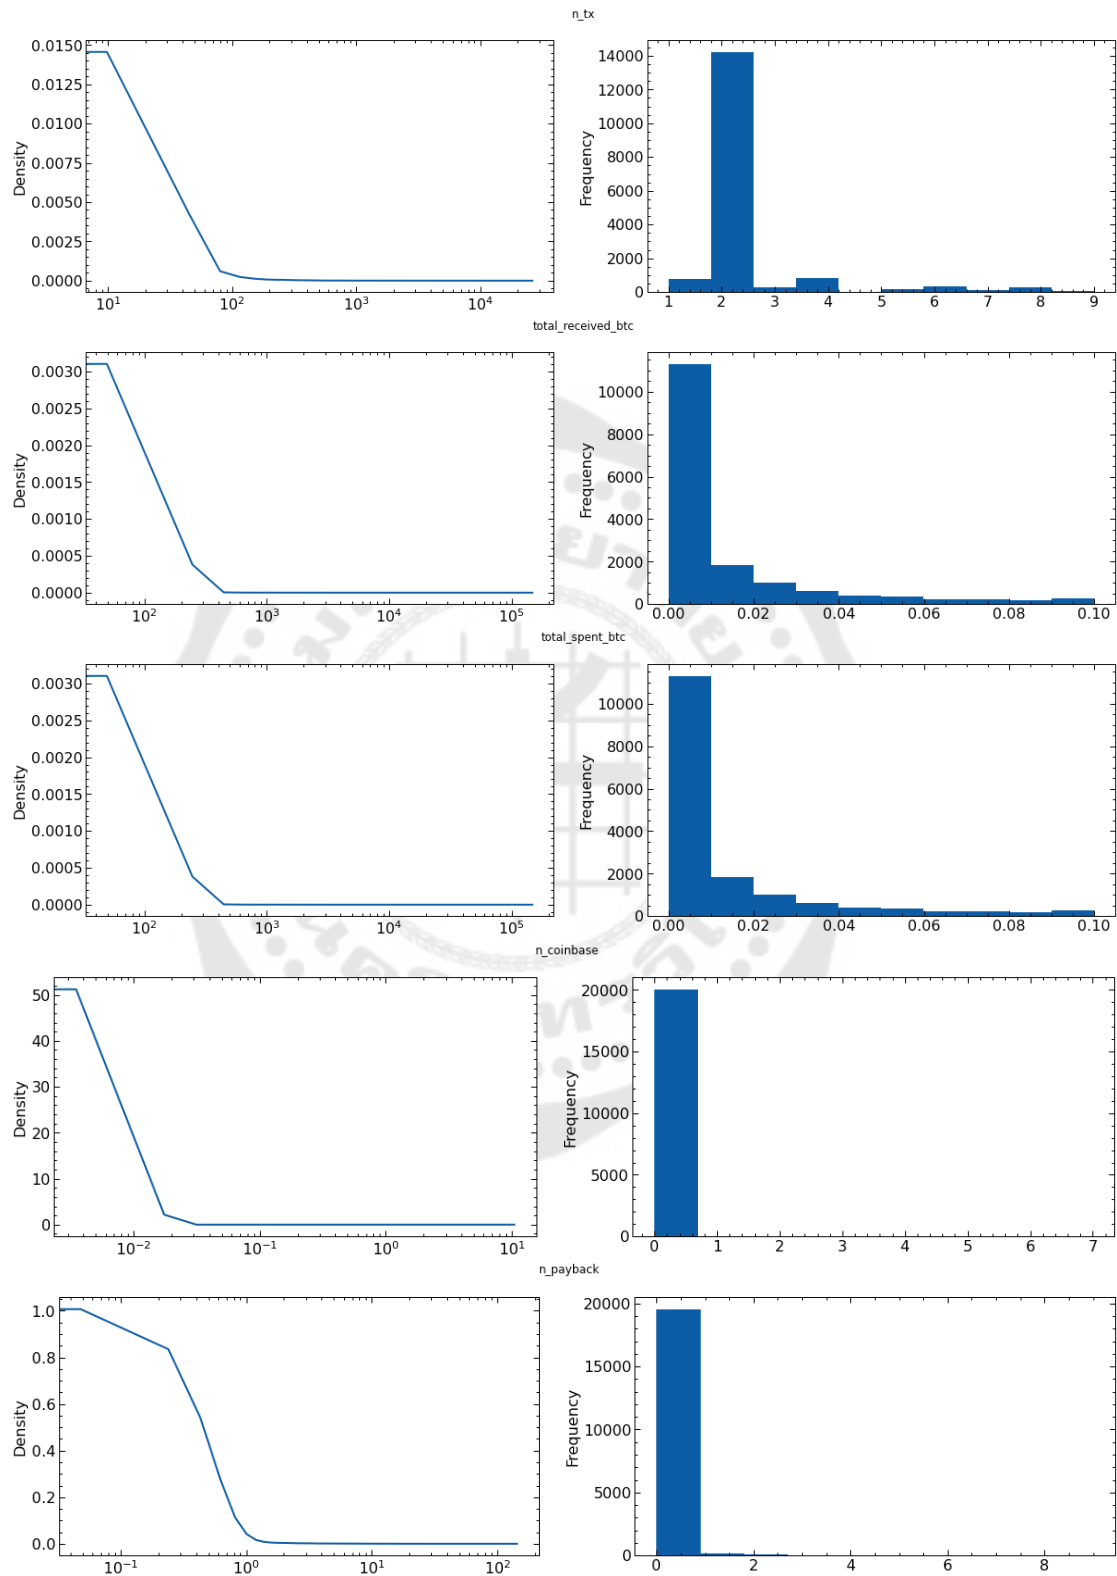 n_tx
0.0150
0.0125
0.0100
0.0075
0.0050
0.0025
0.0000
Density
10¹ 10² 10³ 10⁴
14000
12000
10000
8000
6000
4000
2000
0
Frequency
1 2 3 4 5 6 7 8 9
total_received_btc
0.0030
0.0025
0.0020
0.0015
0.0010
0.0005
0.0000
Density
10² 10³ 10⁴ 10⁵
10000
8000
6000
4000
2000
0
Frequency
0.00 0.02 0.04 0.06 0.08 0.10
total_spent_btc
0.0030
0.0025
0.0020
0.0015
0.0010
0.0005
0.0000
Density
10² 10³ 10⁴ 10⁵
10000
8000
6000
4000
2000
0
Frequency
0.00 0.02 0.04 0.06 0.08 0.10
n_coinbase
50
40
30
20
10
0
Density
10⁻² 10⁻¹ 10⁰ 10¹
20000
15000
10000
5000
0
Frequency
0 1 2 3 4 5 6 7
n_payback
1.0
0.8
0.6
0.4
0.2
0.0
Density
10⁻¹ 10⁰ 10¹ 10²
20000
15000
10000
5000
0
Frequency
0 2 4 6 8